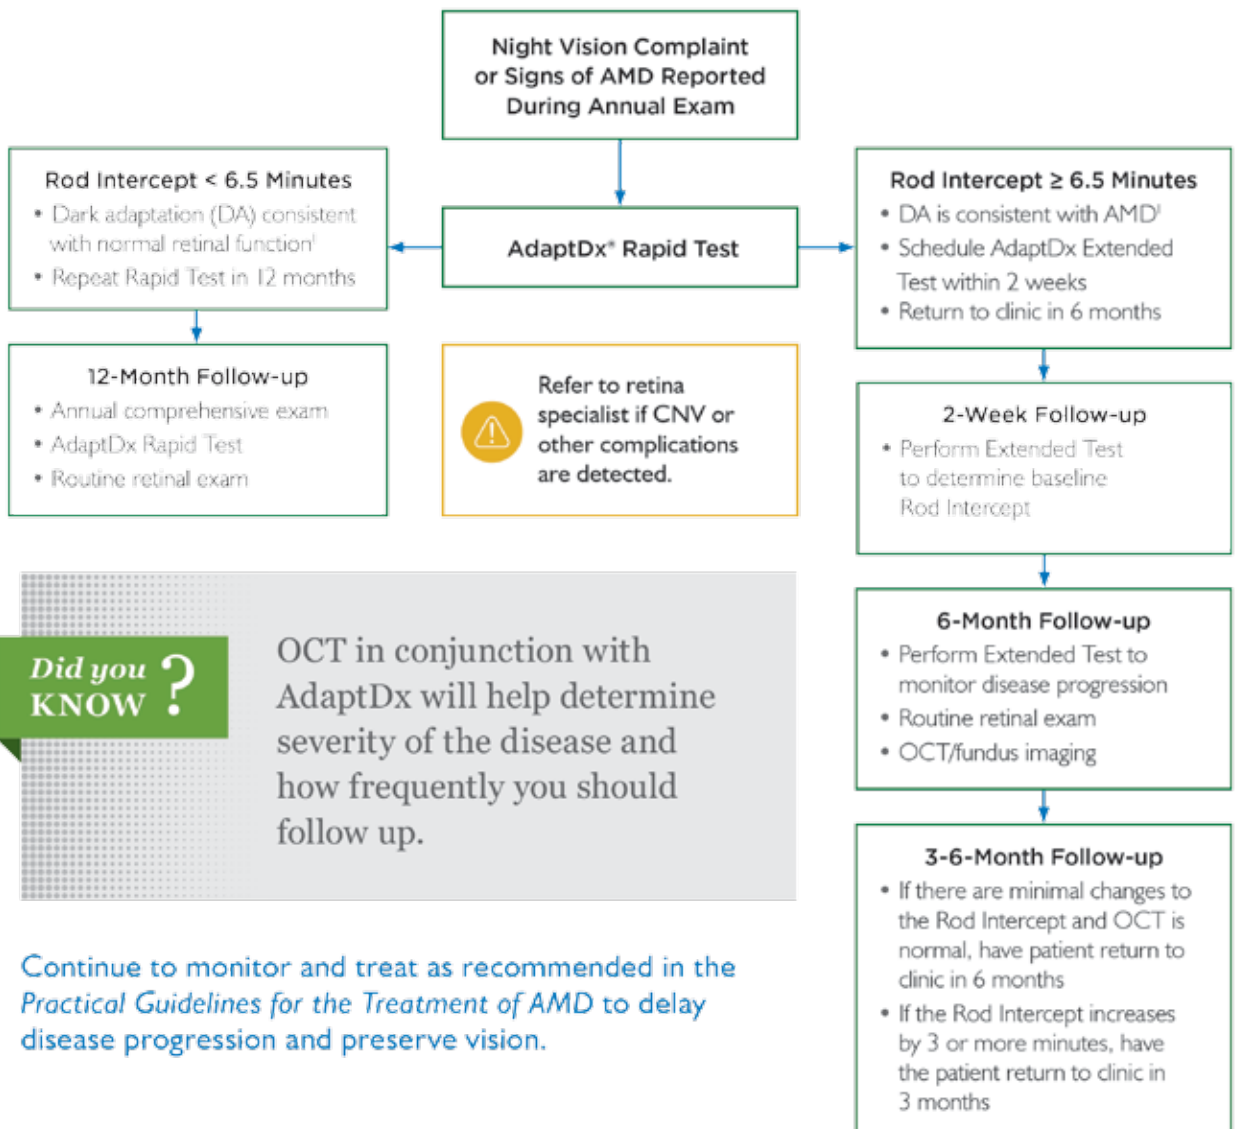 Night Vision Complaint
or Signs of AMD Reported
During Annual Exam
Rod Intercept < 6.5 Minutes
• Dark adaptation (DA) consistent
with normal retinal function¹
• Repeat Rapid Test in 12 months
AdaptDx® Rapid Test
Rod Intercept ≥ 6.5 Minutes
• DA is consistent with AMD¹
• Schedule AdaptDx Extended
Test within 2 weeks
• Return to clinic in 6 months
12-Month Follow-up
• Annual comprehensive exam
• AdaptDx Rapid Test
• Routine retinal exam
Refer to retina
specialist if CNV or
other complications
are detected.
2-Week Follow-up
• Perform Extended Test
to determine baseline
Rod Intercept
6-Month Follow-up
• Perform Extended Test to
monitor disease progression
• Routine retinal exam
• OCT/fundus imaging
Did you
KNOW ?
OCT in conjunction with
AdaptDx will help determine
severity of the disease and
how frequently you should
follow up.
3-6-Month Follow-up
• If there are minimal changes to
the Rod Intercept and OCT is
normal, have patient return to
clinic in 6 months
• If the Rod Intercept increases
by 3 or more minutes, have
the patient return to clinic in
3 months
Continue to monitor and treat as recommended in the
Practical Guidelines for the Treatment of AMD to delay
disease progression and preserve vision.